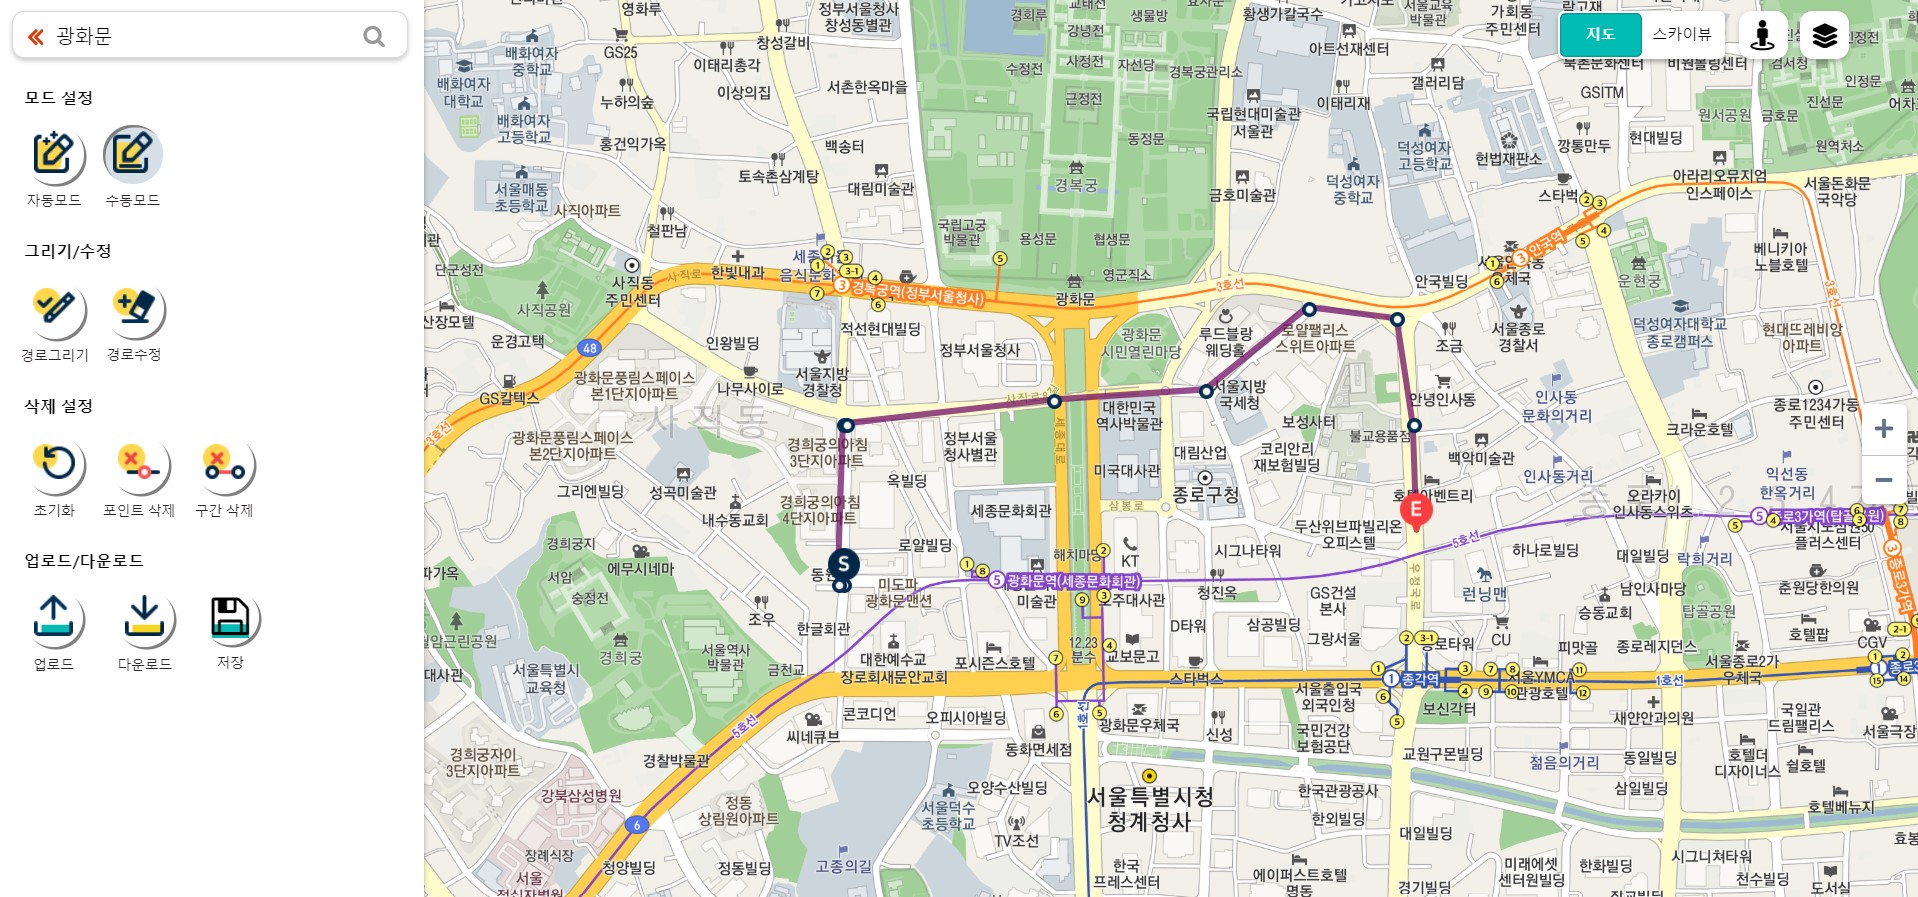 광화문
모드 설정
자동모드
수동모드
그리기/수정
경로그리기
경로수정
삭제 설정
초기화
포인트 삭제
구간 삭제
업로드/다운로드
업로드
다운로드
저장
지도
스카이뷰
영화루
정부서울청사
창성동별관
경회루
강녕전
생물방
황생가칼국수
가회동
주민센터
배화여자
중학교
GS25
창성갈비
이태리총각
수정전
사정전
자선당
경복궁관리소
아트선재센터
갤러리담
북촌문화센터
비원볼링센터
인정문
배화여자
대학교
누하의숲
이상의집
서촌한옥마을
근정전
이태리재
GSITM
진선문
배화여자
고등학교
국립현대미술관
서울관
원서공원
금호문
홍건익가옥
백송터
동정문
덕성여자
고등학교
헌법재판소
깡통만두
현대빌딩
원역처소
토속촌삼계탕
대림미술관
경복궁
금호미술관
덕성여자
중학교
스타벅스
아라리오뮤지엄
인스페이스
서울돈화문
국악당
서울매동
초등학교
사직아파트
철판남
국립고궁
박물관
용성문
협생문
안국역
베니키아
노블호텔
단군성전
사직동
주민센터
사직로
한빛내과
음식문화
경복궁역(정부서울청사)
영군직소
광화문
3호선
안국빌딩
운현궁
3호선
사직공원
산장모텔
운경고택
48
인왕빌딩
적선현대빌딩
정부서울청사
광화문
시민열린마당
루드블랑
웨딩홀
로얄팰리스
스위트아파트
조금
서울종로
경찰서
덕성여자대학교
종로캠퍼스
현대뜨레비앙
아파트
GS칼텍스
광화문풍림스페이스
본1단지아파트
나무사이로
서울지방
경찰청
서울지방
국세청
안녕인사동
인사동
문화의거리
종로1234가동
주민센터
3호선
사직동
대한민국
역사박물관
보성사터
불교용품점
크라운호텔
광화문풍림스페이스
본2단지아파트
경희궁의아침
3단지아파트
정부서울
청사별관
세종대로
미국대사관
대림산업
코리안리
재보험빌딩
백악미술관
인사동거리
익선동
한옥거리
그리엔빌딩
성곡미술관
옥빌딩
종로구청
오라카이
인사동스위츠
내수동교회
경희궁의아침
4단지아파트
세종문화회관
삼봉로
두산위브파빌리온
오피스텔
E
종로3가역(탑골공원)
플러스센터
경희궁지
에무시네마
로얄빌딩
해치마당
KT
시그나타워
5호선
하나로빌딩
대일빌딩
락희거리
S
서암
숭정전
미도파
광화문맨션
광화문역(세종문화회관)
미술관
청진옥
GS건설
본사
우정국로
런닝맨
남인사마당
춘원당한의원
조우
한글회관
D타워
삼공빌딩
그랑서울
승동교회
탑골공원
호텔팝
CU
CGV
경희궁
서울역사
박물관
대한예수교
장로회새문안교회
포시즌스호텔
12.23
분수
교보문고
피맛골
종로레지던스
서울특별시
교육청
금천교
스타벅스
종각역
서울YMCA
관광호텔
1호선
서울종로2가
우체국
서울출입국
외국인청
콘코디언
오피시아빌딩
광화문우체국
신성
보신각터
새얀안과의원
국일관
드림팰리스
씨네큐브
동화면세점
국민건강
보험공단
교원구몬빌딩
젊음의거리
동일빌딩
호텔더
디자이너스
쉴호텔
서울극장
경희궁자이
3단지아파트
경찰박물관
5호선
1호선
강북삼성병원
정동
상림원아파트
서울덕수
초등학교
오양수산빌딩
서울특별시청
청계청사
한국관광공사
삼일빌딩
호텔베뉴지
6
TV조선
한외빌딩
대일빌딩
장례식장
청양빌딩
정동빌딩
고종의길
한국
프레스센터
에이퍼스트호텔
명동
경기빌딩
미래에셋
센터원빌딩
한화빌딩
시그니쳐타워
천수빌딩
도서실
서울